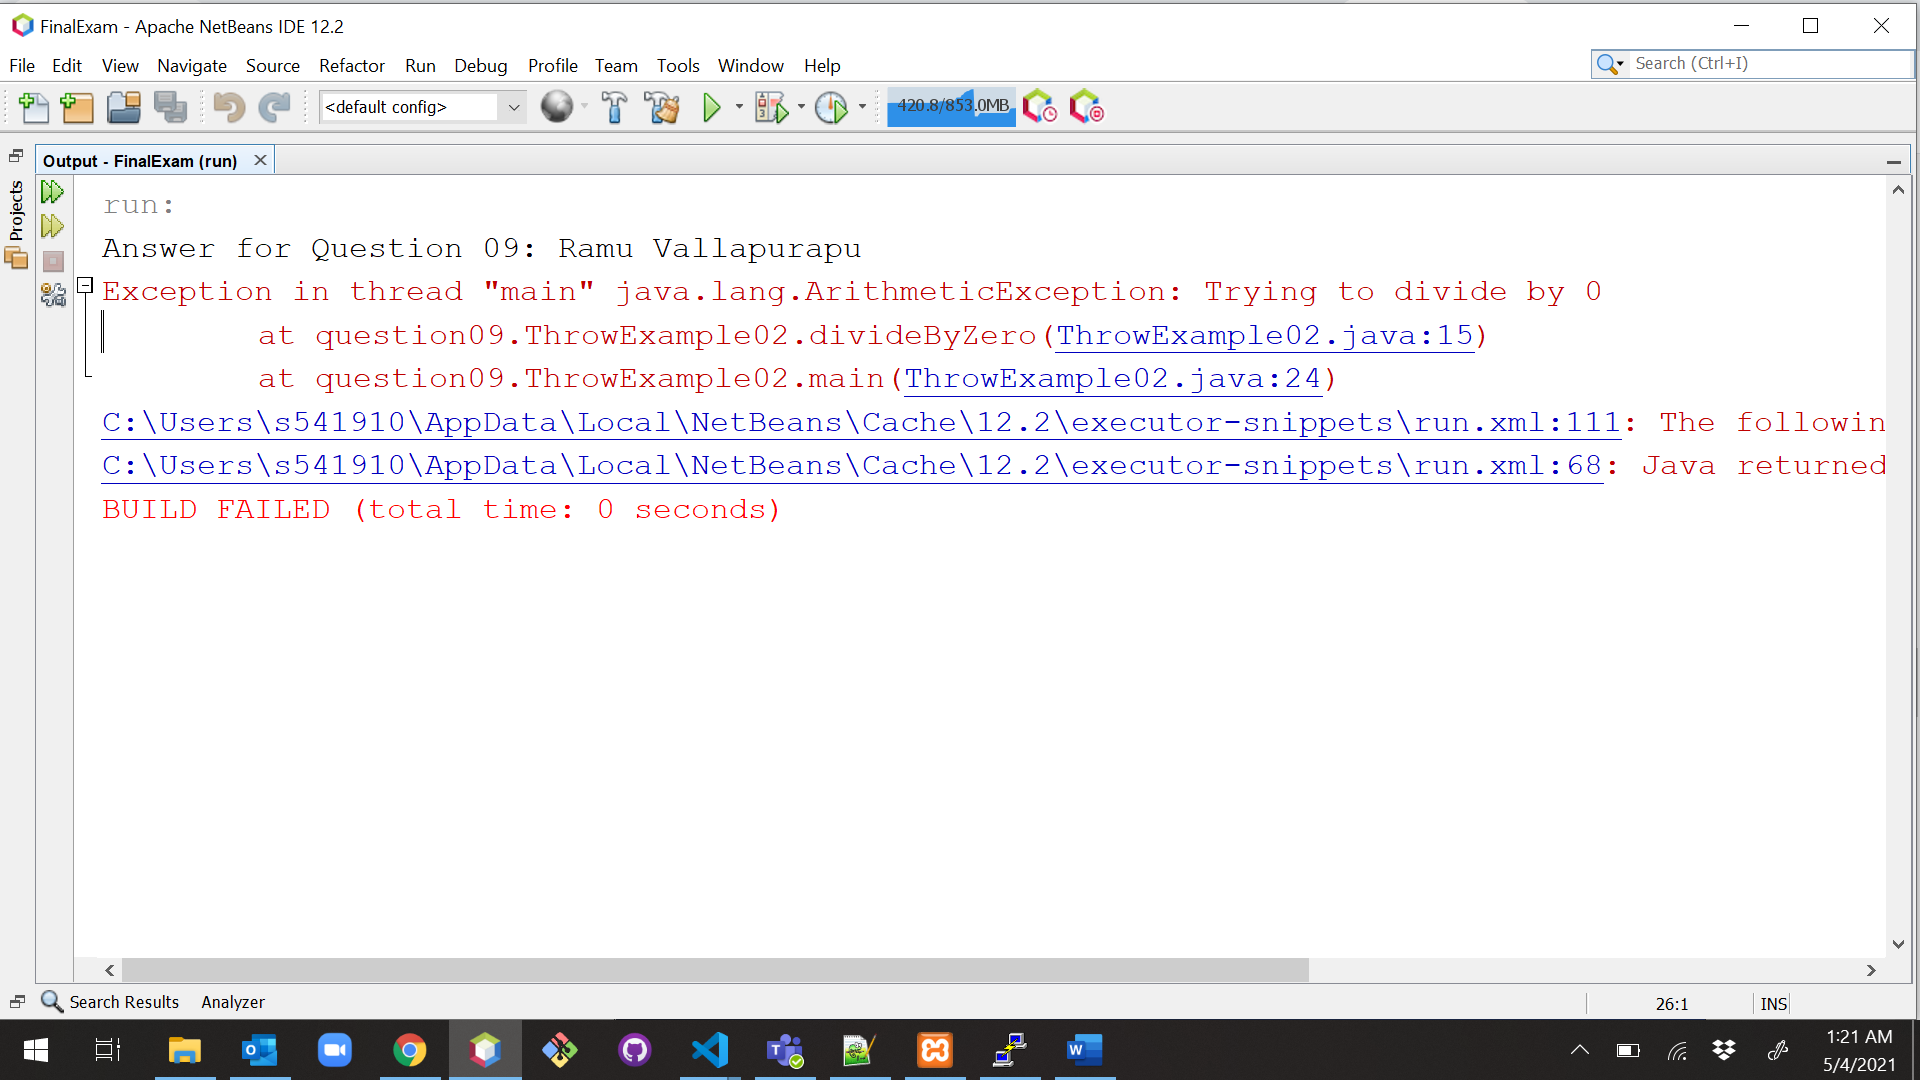 FinalExam - Apache NetBeans IDE 12.2
File Edit View Navigate Source Refactor Run Debug Profile Team Tools Window Help
Search (Ctrl+I)
<default config>
420.8/853.0MB
Projects
Output - FinalExam (run)
run:
Answer for Question 09: Ramu Vallapurapu
Exception in thread "main" java.lang.ArithmeticException: Trying to divide by 0
at question09.ThrowExample02.divideByZero(ThrowExample02.java:15)
at question09.ThrowExample02.main(ThrowExample02.java:24)
C:\Users\s541910\AppData\Local\NetBeans\Cache\12.2\executor-snippets\run.xml:111: The followin
C:\Users\s541910\AppData\Local\NetBeans\Cache\12.2\executor-snippets\run.xml:68: Java returned
BUILD FAILED (total time: 0 seconds)
Search Results Analyzer
26:1 INS
1:21 AM
5/4/2021